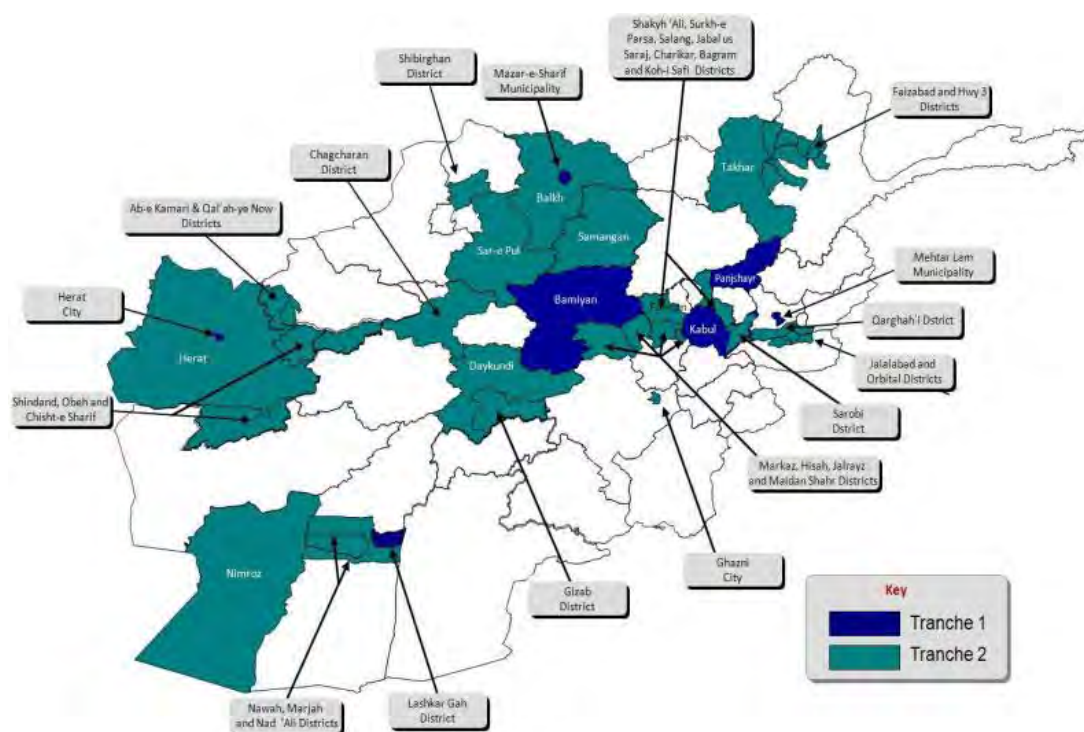 Shakyh 'Ali, Surkh-e
Parsa, Salang, Jabal us
Saraj, Charikar, Bagram
and Koh-i Safi Districts
Shibirghan
District
Mazar-e-Sharif
Municipality
Faizabad and Hwy 3
Districts
Chagcharan
District
Takhar
Balkh
Ab-e Kamari & Qal'ah-ye Now
Districts
Samangan
Sar-e Pul
Panjshayr
Mehtar Lam
Municipality
Herat
City
Bamiyan
Kabul
Qarghah'i Dstrict
Herat
Daykundi
Jalalabad and
Orbital Districts
Shindand, Obeh and
Chisht-e Sharif
Sarobi
Dstrict
Markaz, Hisah, Jalrayz
and Maidan Shahr Districts
Nimroz
Ghazni
City
Gizab
District
Key
Tranche 1
Tranche 2
Nawah, Marjah
and Nad 'Ali Districts
Lashkar Gah
District